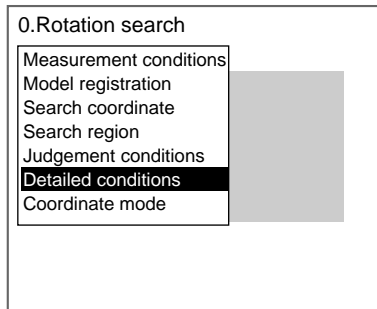 0.Rotation search
Measurement conditions
Model registration
Search coordinate
Search region
Judgement conditions
Detailed conditions
Coordinate mode